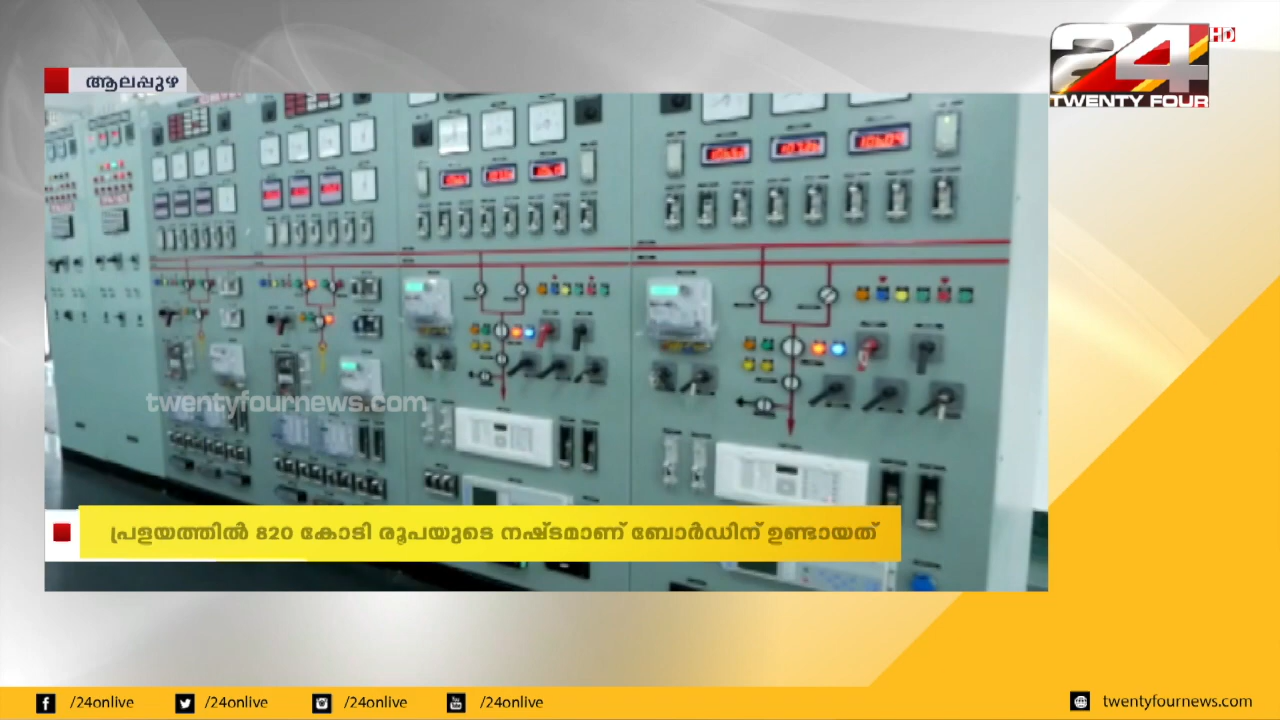 24 HD
TWENTY FOUR
ആലപ്പുഴ
twentyfournews.com
പ്രളയത്തിൽ 820 കോടി രൂപയുടെ നഷ്ടമാണ് ബോർഡിന് ഉണ്ടായത്
/24onlive
/24onlive
/24onlive
/24onlive
twentyfournews.com